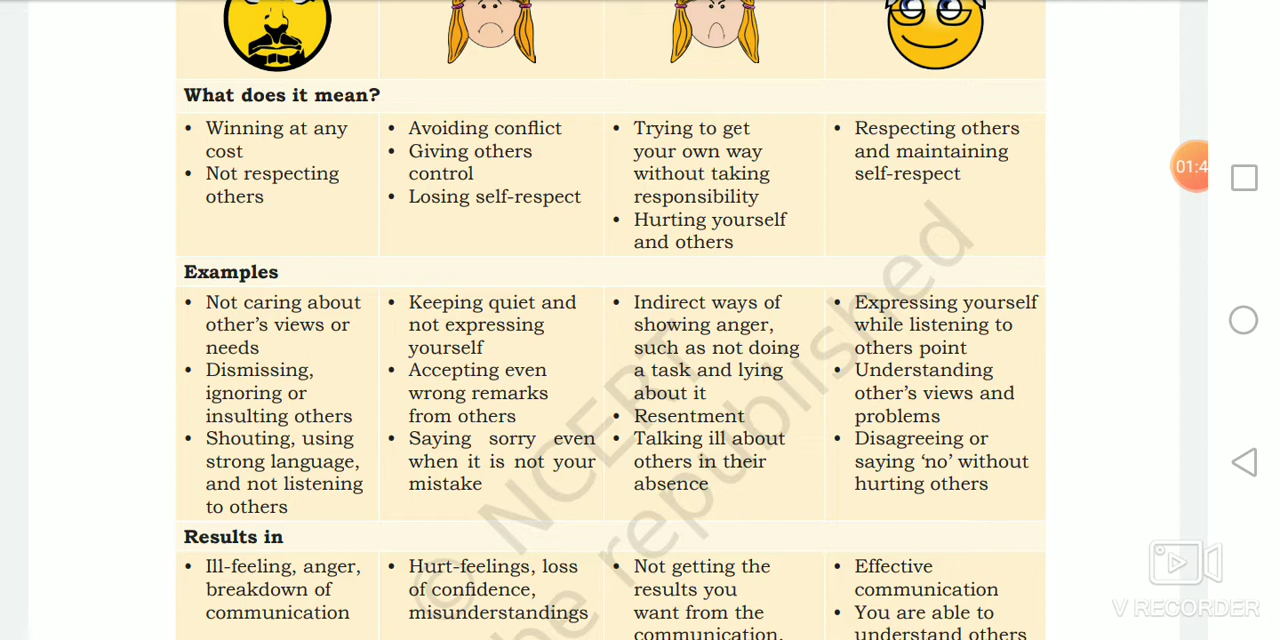 What does it mean?
• Winning at any
cost
• Not respecting
others
• Avoiding conflict
• Giving others
control
• Losing self-respect
• Trying to get
your own way
without taking
responsibility
• Hurting yourself
and others
• Respecting others
and maintaining
self-respect
Examples
• Not caring about
other’s views or
needs
• Dismissing,
ignoring or
insulting others
• Shouting, using
strong language,
and not listening
to others
• Keeping quiet and
not expressing
yourself
• Accepting even
wrong remarks
from others
• Saying sorry even
when it is not your
mistake
• Indirect ways of
showing anger,
such as not doing
a task and lying
about it
• Resentment
• Talking ill about
others in their
absence
• Expressing yourself
while listening to
others point
• Understanding
other’s views and
problems
• Disagreeing or
saying ‘no’ without
hurting others
Results in
• Ill-feeling, anger,
breakdown of
communication
• Hurt-feelings, loss
of confidence,
misunderstandings
• Not getting the
results you
want from the
communication,
• Effective
communication
• You are able to
understand others
© NCERT
be republished
01:4
V RECORDER